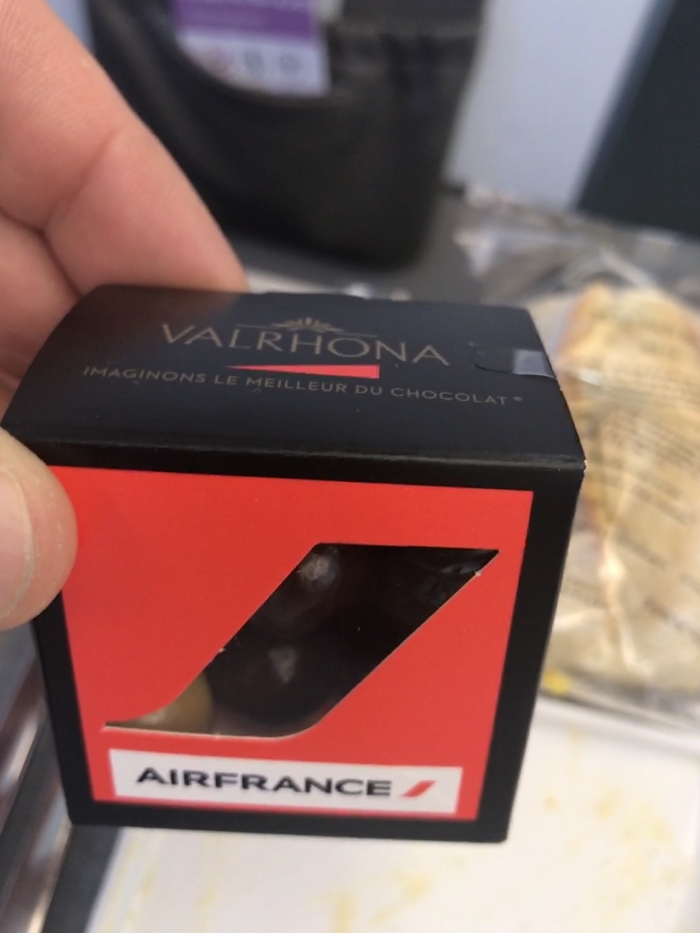 VALRHONA
IMAGINONS LE MEILLEUR DU CHOCOLAT®
AIRFRANCE